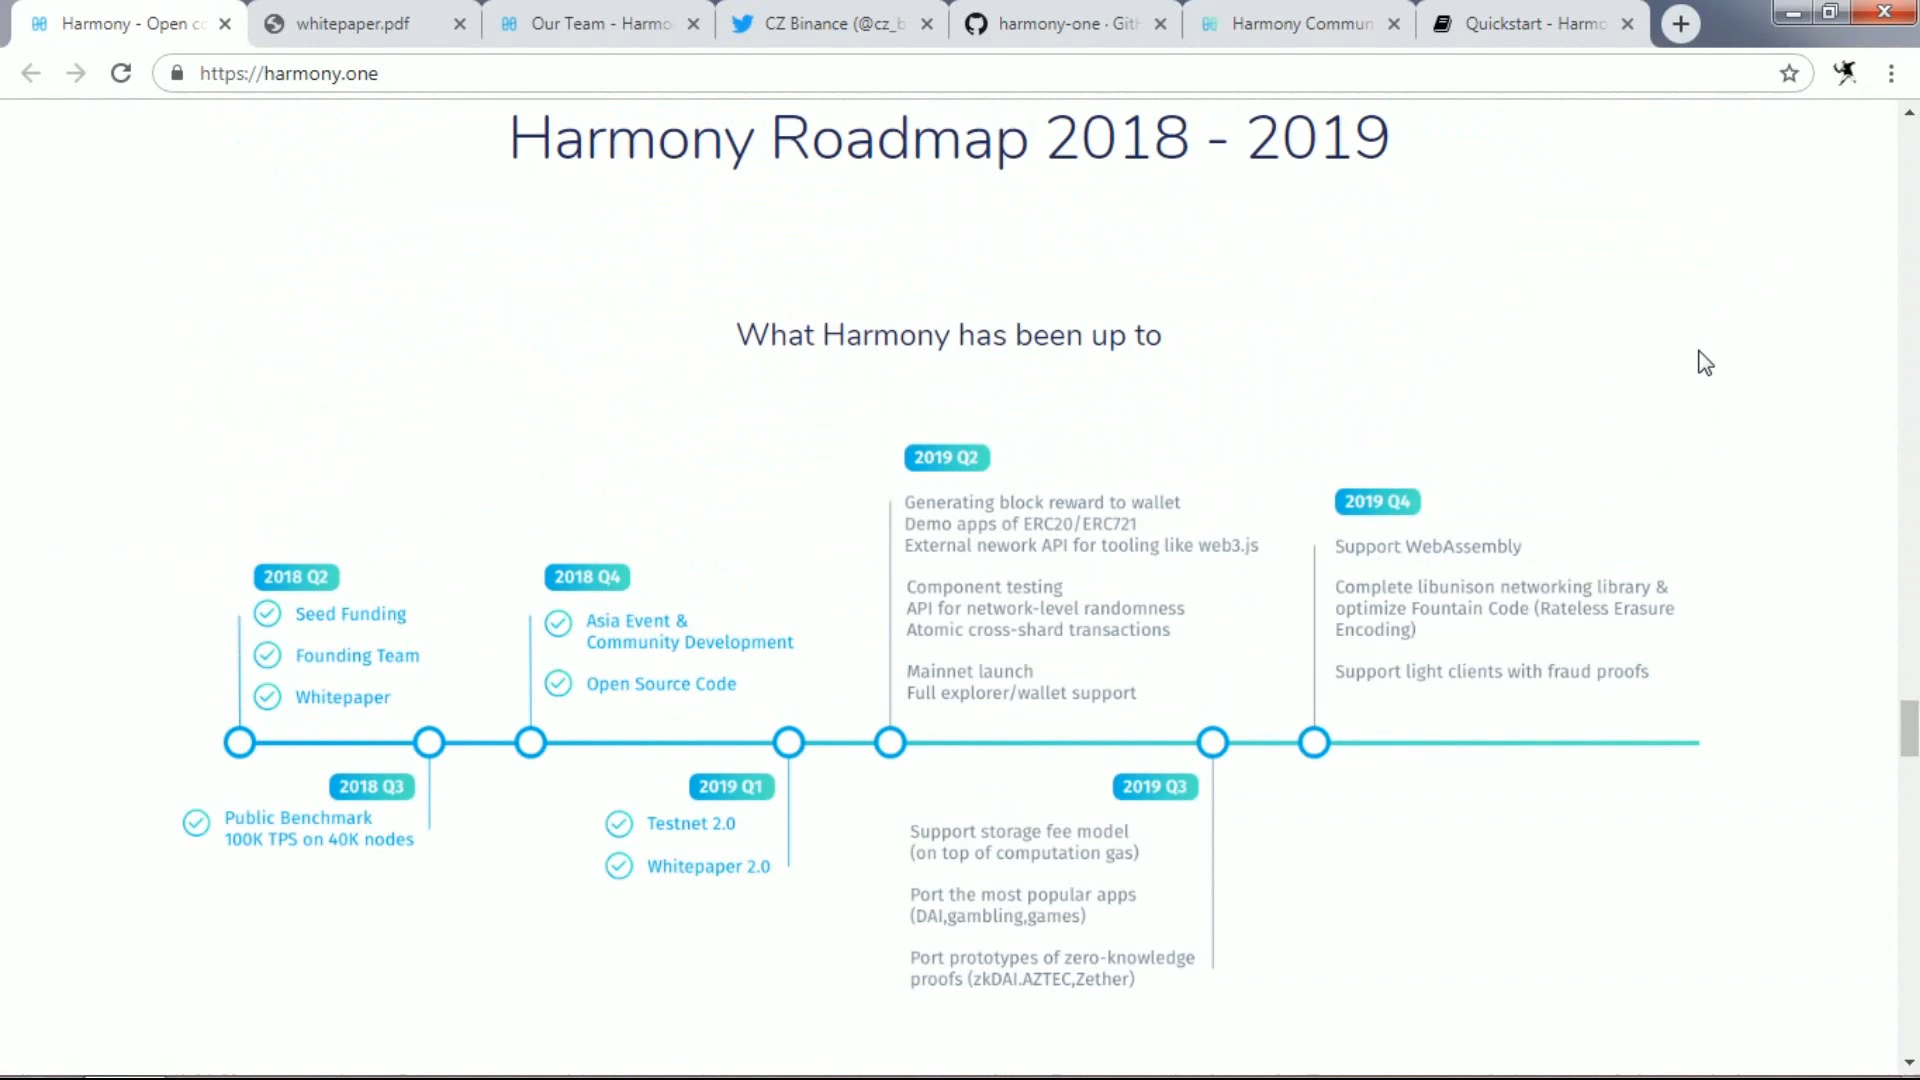 Harmony - Open cc
whitepaper.pdf
Our Team - Harmo
CZ Binance (@cz_b
harmony-one · Gitl
Harmony Commun
Quickstart - Harmo
https://harmony.one
Harmony Roadmap 2018 - 2019
What Harmony has been up to
2018 Q2
Seed Funding
Founding Team
Whitepaper
2018 Q3
Public Benchmark
100K TPS on 40K nodes
2018 Q4
Asia Event &
Community Development
Open Source Code
2019 Q1
Testnet 2.0
Whitepaper 2.0
2019 Q2
Generating block reward to wallet
Demo apps of ERC20/ERC721
External nework API for tooling like web3.js
Component testing
API for network-level randomness
Atomic cross-shard transactions
Mainnet launch
Full explorer/wallet support
2019 Q3
Support storage fee model
(on top of computation gas)
Port the most popular apps
(DAI,gambling,games)
Port prototypes of zero-knowledge
proofs (zkDAI.AZTEC,Zether)
2019 Q4
Support WebAssembly
Complete libunison networking library &
optimize Fountain Code (Rateless Erasure
Encoding)
Support light clients with fraud proofs